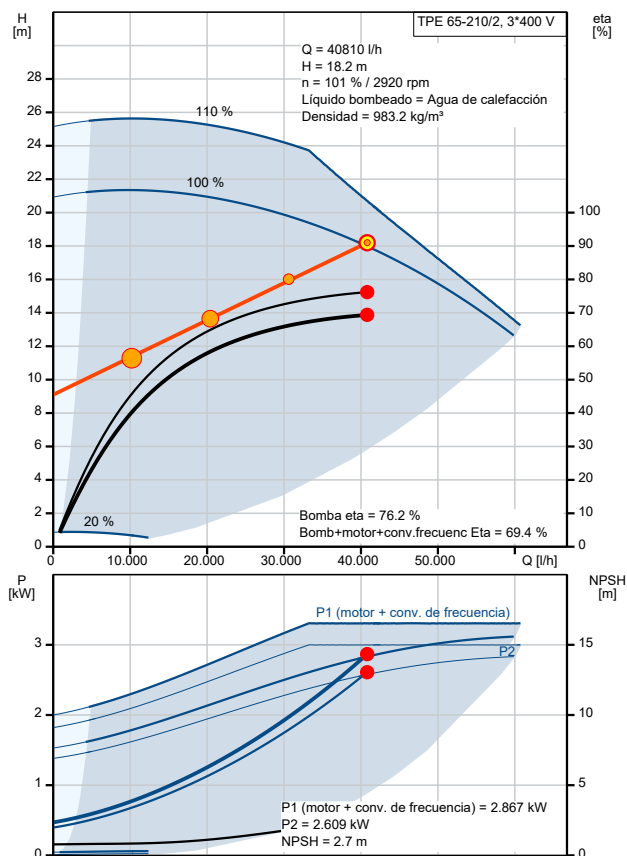 H
[m]
TPE 65-210/2, 3*400 V
eta
[%]
Q = 40810 l/h
H = 18.2 m
n = 101 % / 2920 rpm
Líquido bombeado = Agua de calefacción
Densidad = 983.2 kg/m³
28
26
110 %
24
22
100 %
20
100
18
90
16
80
14
70
12
60
10
50
8
40
6
30
4
20
2
20 %
10
Bomba eta = 76.2 %
Bomb+motor+conv.frecuenc Eta = 69.4 %
0
0
0
10.000
20.000
30.000
40.000
50.000
Q [l/h]
P
[kW]
NPSH
[m]
P1 (motor + conv. de frecuencia)
3
15
P2
2
10
1
5
P1 (motor + conv. de frecuencia) = 2.867 kW
P2 = 2.609 kW
NPSH = 2.7 m
0
0